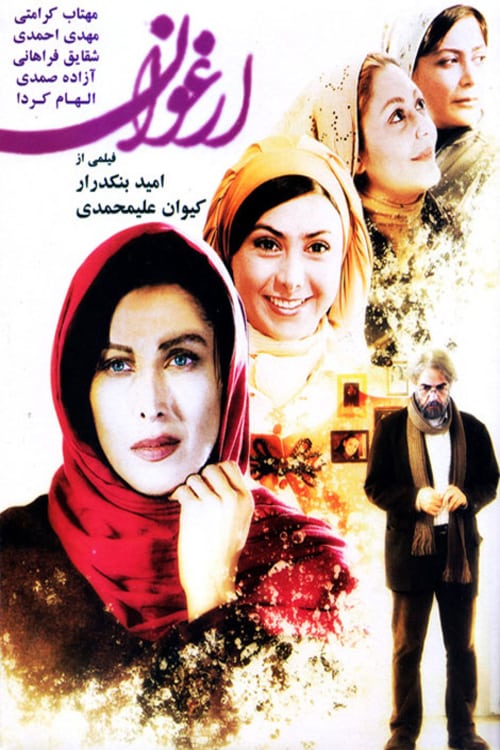 مهتاب کرامتی
مهدی احمدی
شقایق فراهانی
آزاده صمدی
الهام کردا
ارغوان
فیلمی از
امید بنکدرار
کیوان علیمحمدی